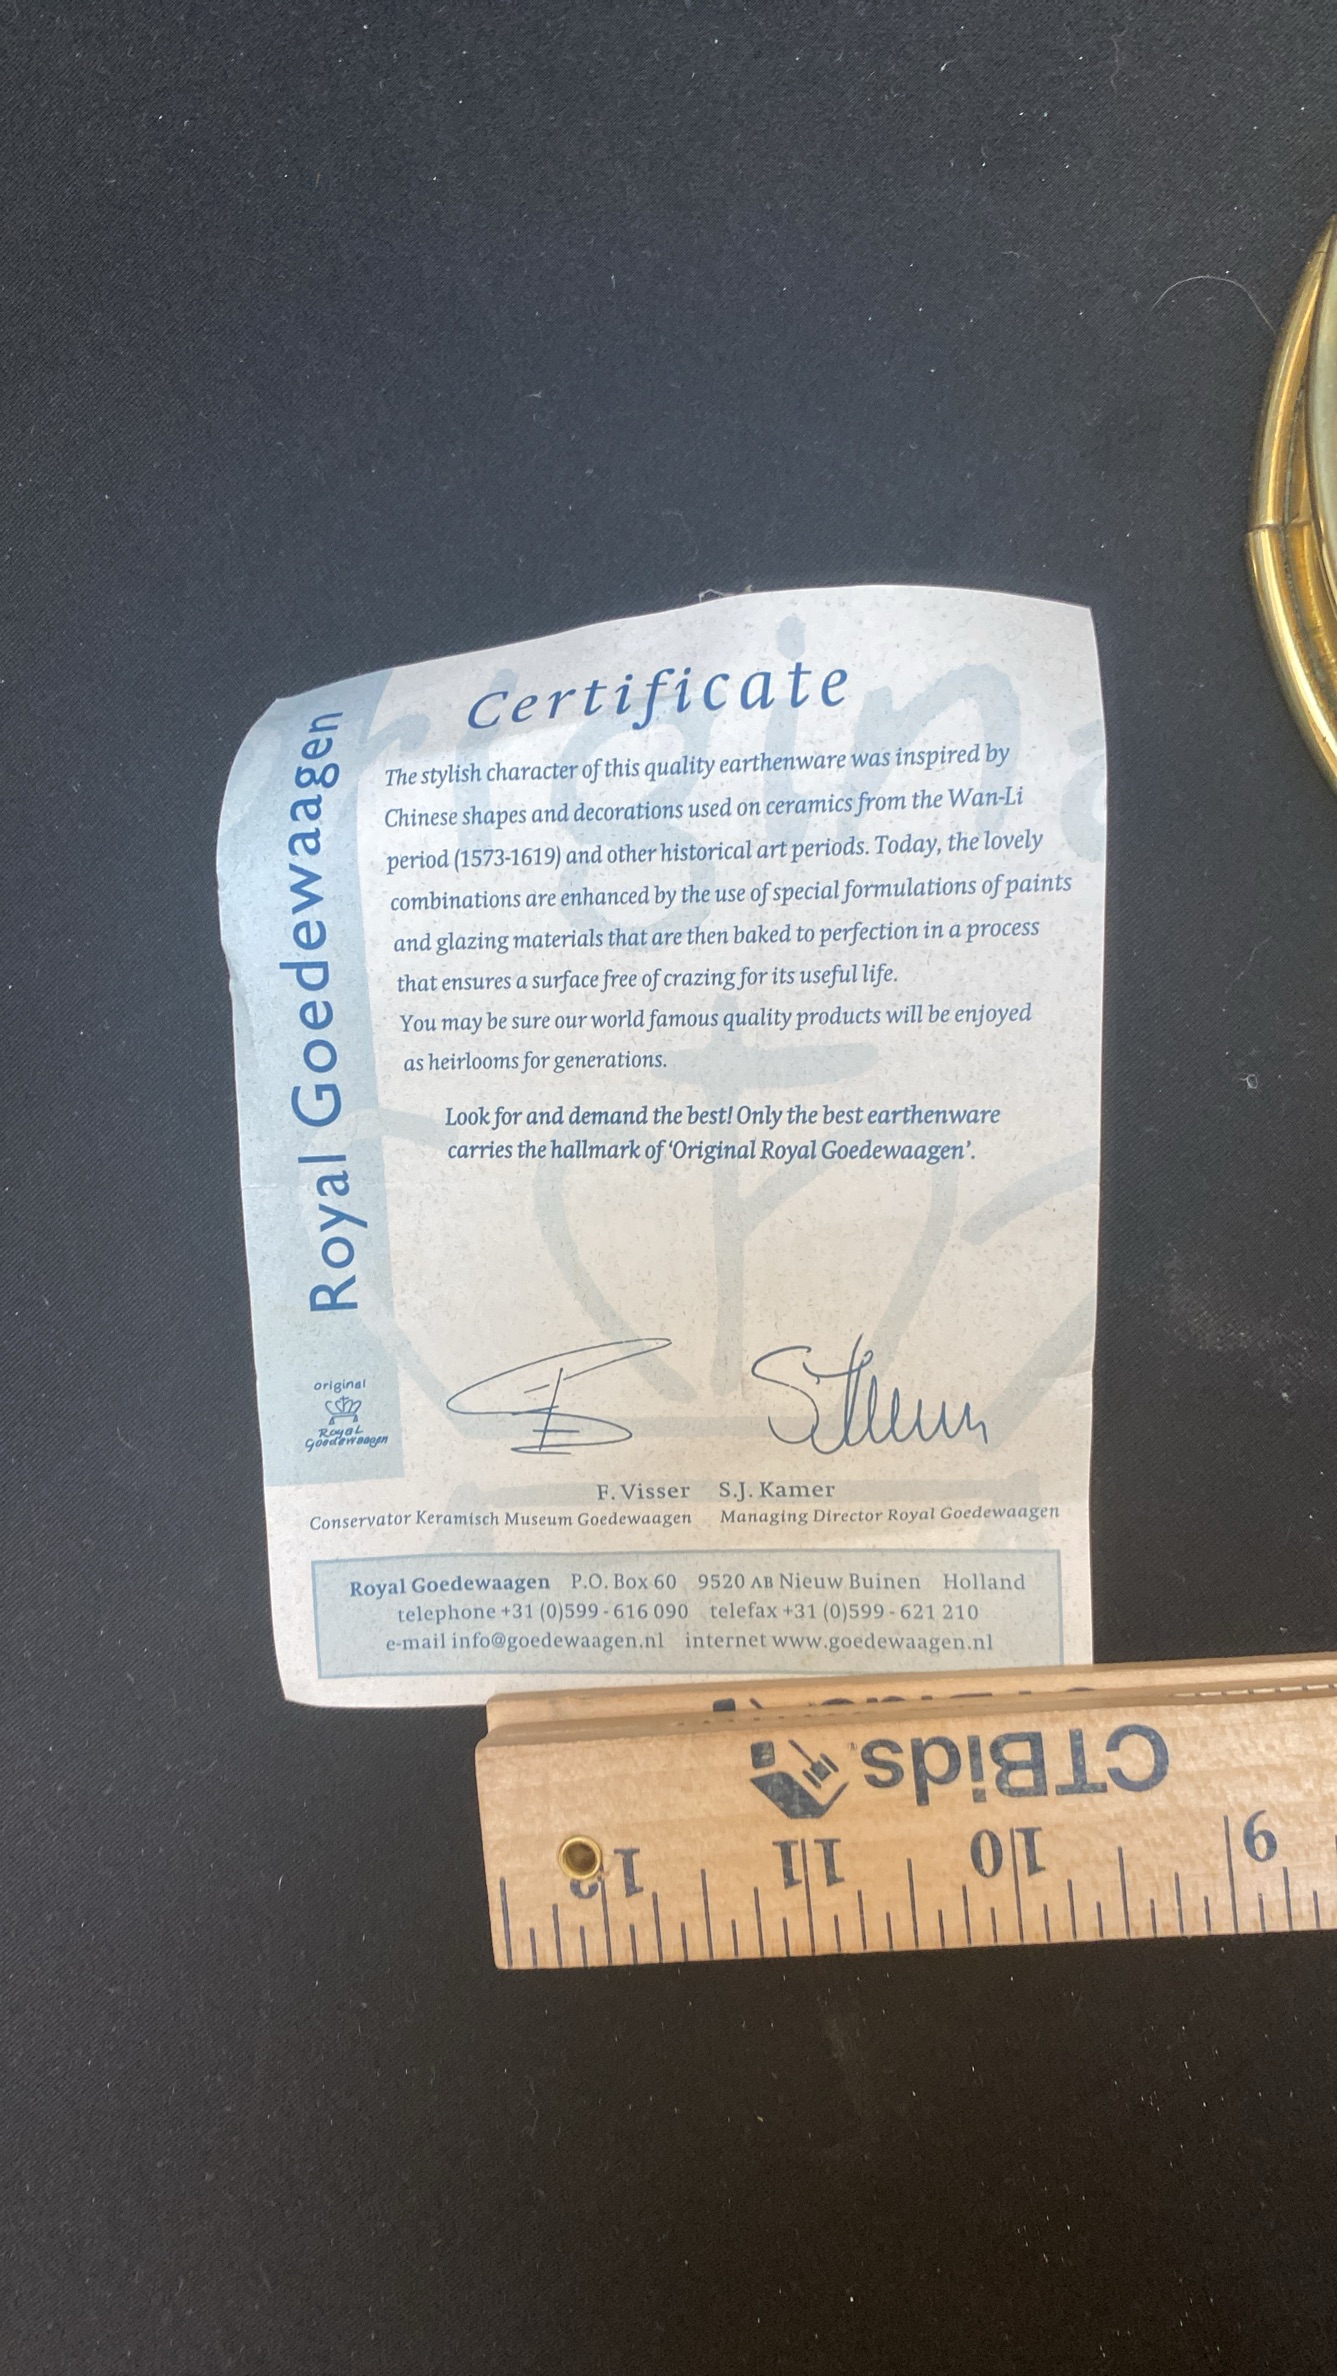 Certificate
Royal Goedewaagen
The stylish character of this quality earthenware was inspired by
Chinese shapes and decorations used on ceramics from the Wan-Li
period (1573-1619) and other historical art periods. Today, the lovely
combinations are enhanced by the use of special formulations of paints
and glazing materials that are then baked to perfection in a process
that ensures a surface free of crazing for its useful life.
You may be sure our world famous quality products will be enjoyed
as heirlooms for generations.
Look for and demand the best! Only the best earthenware
carries the hallmark of 'Original Royal Goedewaagen'.
original
Royal
Goedewaagen
F. Visser S.J. Kamer
Conservator Keramisch Museum Goedewaagen Managing Director Royal Goedewaagen
Royal Goedewaagen P.O. Box 60 9520 AB Nieuw Buinen Holland
telephone +31 (0)599 - 616 090 telefax +31 (0)599 - 621 210
e-mail info@goedewaagen.nl internet www.goedewaagen.nl
CTBids
12 11 10 9